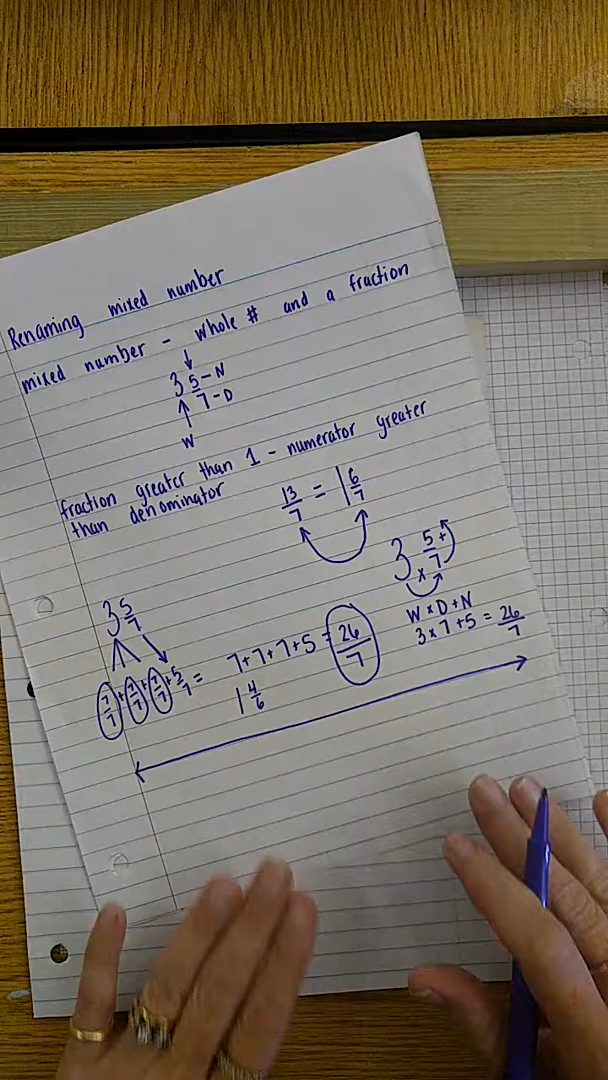 Renaming mixed number
mixed number - whole # and a fraction
3 5/7 - N
- D
W
fraction greater than 1 - numerator greater
than denominator
13/7 = 1 6/7
3 5/7 + x
W x D + N
3 x 7 + 5 = 26/7
3 5/7
7/7 + 7/7 + 7/7 + 5/7 =
7+7+7+5 = 26/7
1 4/6